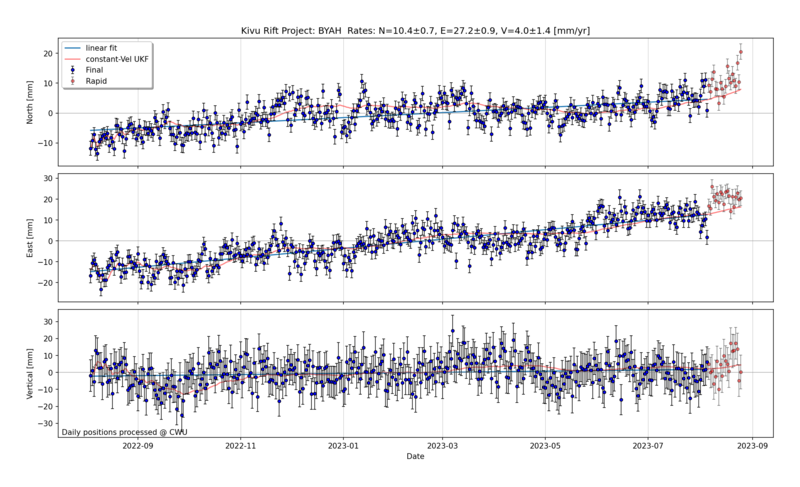 Kivu Rift Project: BYAH  Rates: N=10.4±0.7, E=27.2±0.9, V=4.0±1.4 [mm/yr]
linear fit
constant-Vel UKF
Final
Rapid
North [mm]
20
10
0
−10
East [mm]
30
20
10
0
−10
−20
Vertical [mm]
30
20
10
0
−10
−20
−30
Daily positions processed @ CWU
2022-09
2022-11
2023-01
2023-03
2023-05
2023-07
2023-09
Date